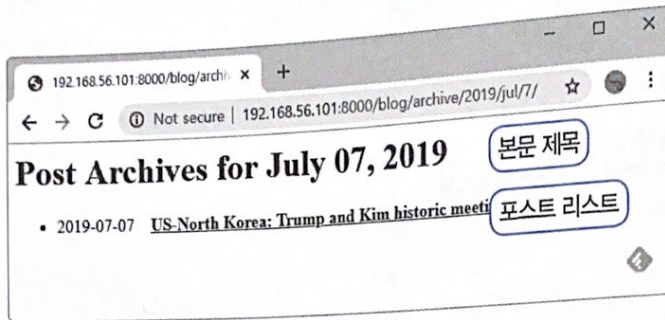 192.168.56.101:8000/blog/archi
Not secure | 192.168.56.101:8000/blog/archive/2019/jul/7/
Post Archives for July 07, 2019
본문 제목
2019-07-07 US-North Korea: Trump and Kim historic meeti
포스트 리스트